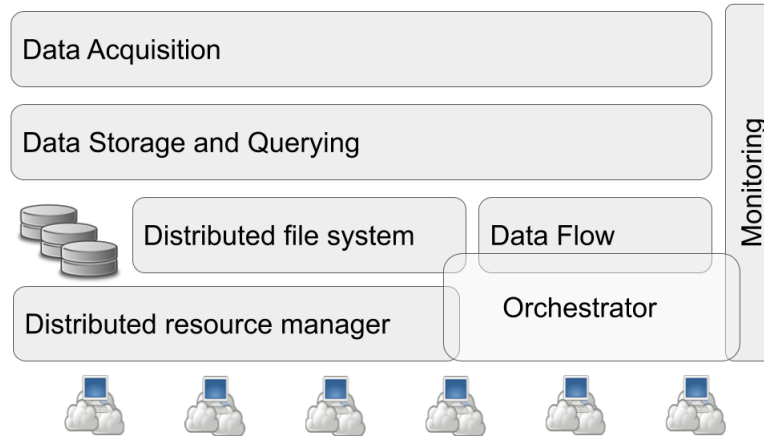 Data Acquisition
Data Storage and Querying
Distributed file system
Data Flow
Orchestrator
Distributed resource manager
Monitoring